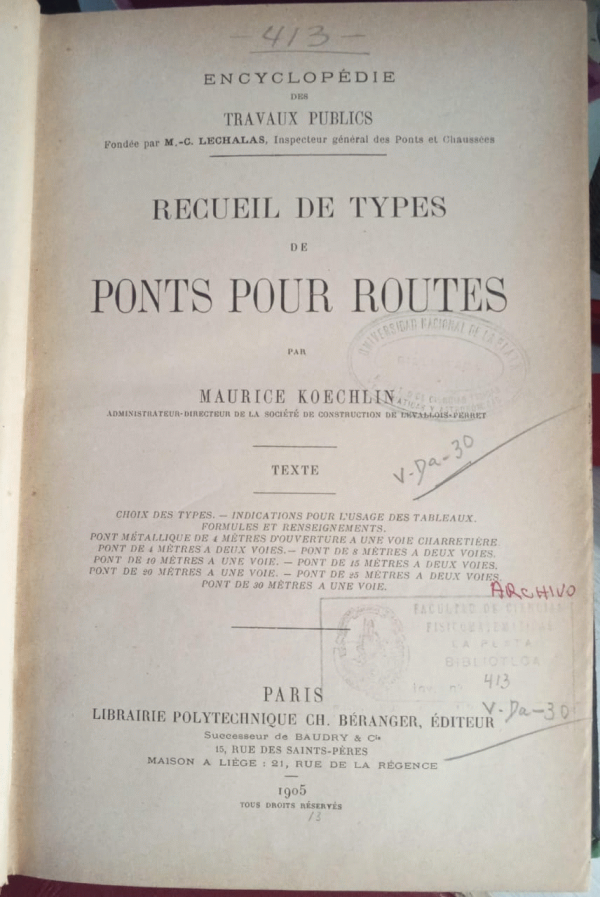 - 413 -
ENCYCLOPÉDIE
DES
TRAVAUX PUBLICS
Fondée par M.-C. LECHALAS, Inspecteur général des Ponts et Chaussées
RECUEIL DE TYPES
DE
PONTS POUR ROUTES
UNIVERSIDAD NACIONAL DE LA PLATA
PAR
MAURICE KOECHLIN
ADMINISTRATEUR-DIRECTEUR DE LA SOCIÉTÉ DE CONSTRUCTION DE LEVALLOIS-PERRET
TEXTE
V-Da-30
CHOIX DES TYPES. — INDICATIONS POUR L'USAGE DES TABLEAUX.
FORMULES ET RENSEIGNEMENTS.
PONT MÉTALLIQUE DE 4 MÈTRES D'OUVERTURE A UNE VOIE CHARRETIÈRE.
PONT DE 4 MÈTRES A DEUX VOIES. — PONT DE 8 MÈTRES A DEUX VOIES.
PONT DE 10 MÈTRES A UNE VOIE. — PONT DE 15 MÈTRES A DEUX VOIES.
PONT DE 20 MÈTRES A UNE VOIE. — PONT DE 25 MÈTRES A DEUX VOIES.
PONT DE 30 MÈTRES A UNE VOIE.
ARCHIVO
FACULTAD DE CIENCIAS
LA PLATA
BIBLIOTECA
413
PARIS
V-Da-30
LIBRAIRIE POLYTECHNIQUE CH. BÉRANGER, ÉDITEUR
Successeur de BAUDRY & Cie
15, RUE DES SAINTS-PÈRES
MAISON A LIÈGE : 21, RUE DE LA RÉGENCE
1905
TOUS DROITS RÉSERVÉS
13